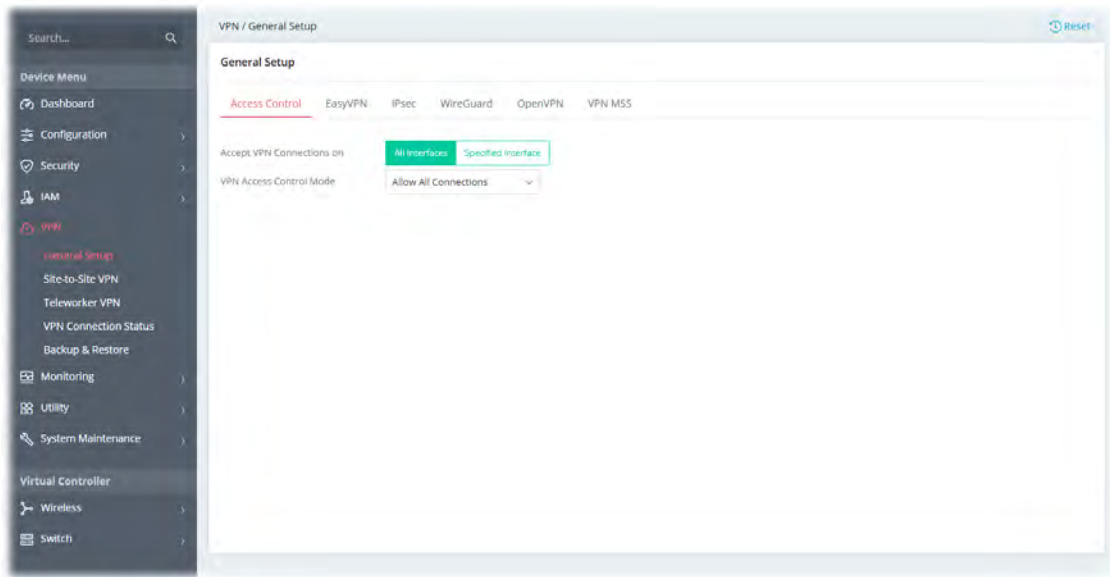 Search...
Device Menu
Dashboard
Configuration
Security
IAM
VPN
General Setup
Site-to-Site VPN
Teleworker VPN
VPN Connection Status
Backup & Restore
Monitoring
Utility
System Maintenance
Virtual Controller
Wireless
Switch
VPN / General Setup
Reset
General Setup
Access Control EasyVPN IPsec WireGuard OpenVPN VPN MSS
Accept VPN Connections on All Interfaces Specified Interface
VPN Access Control Mode Allow All Connections